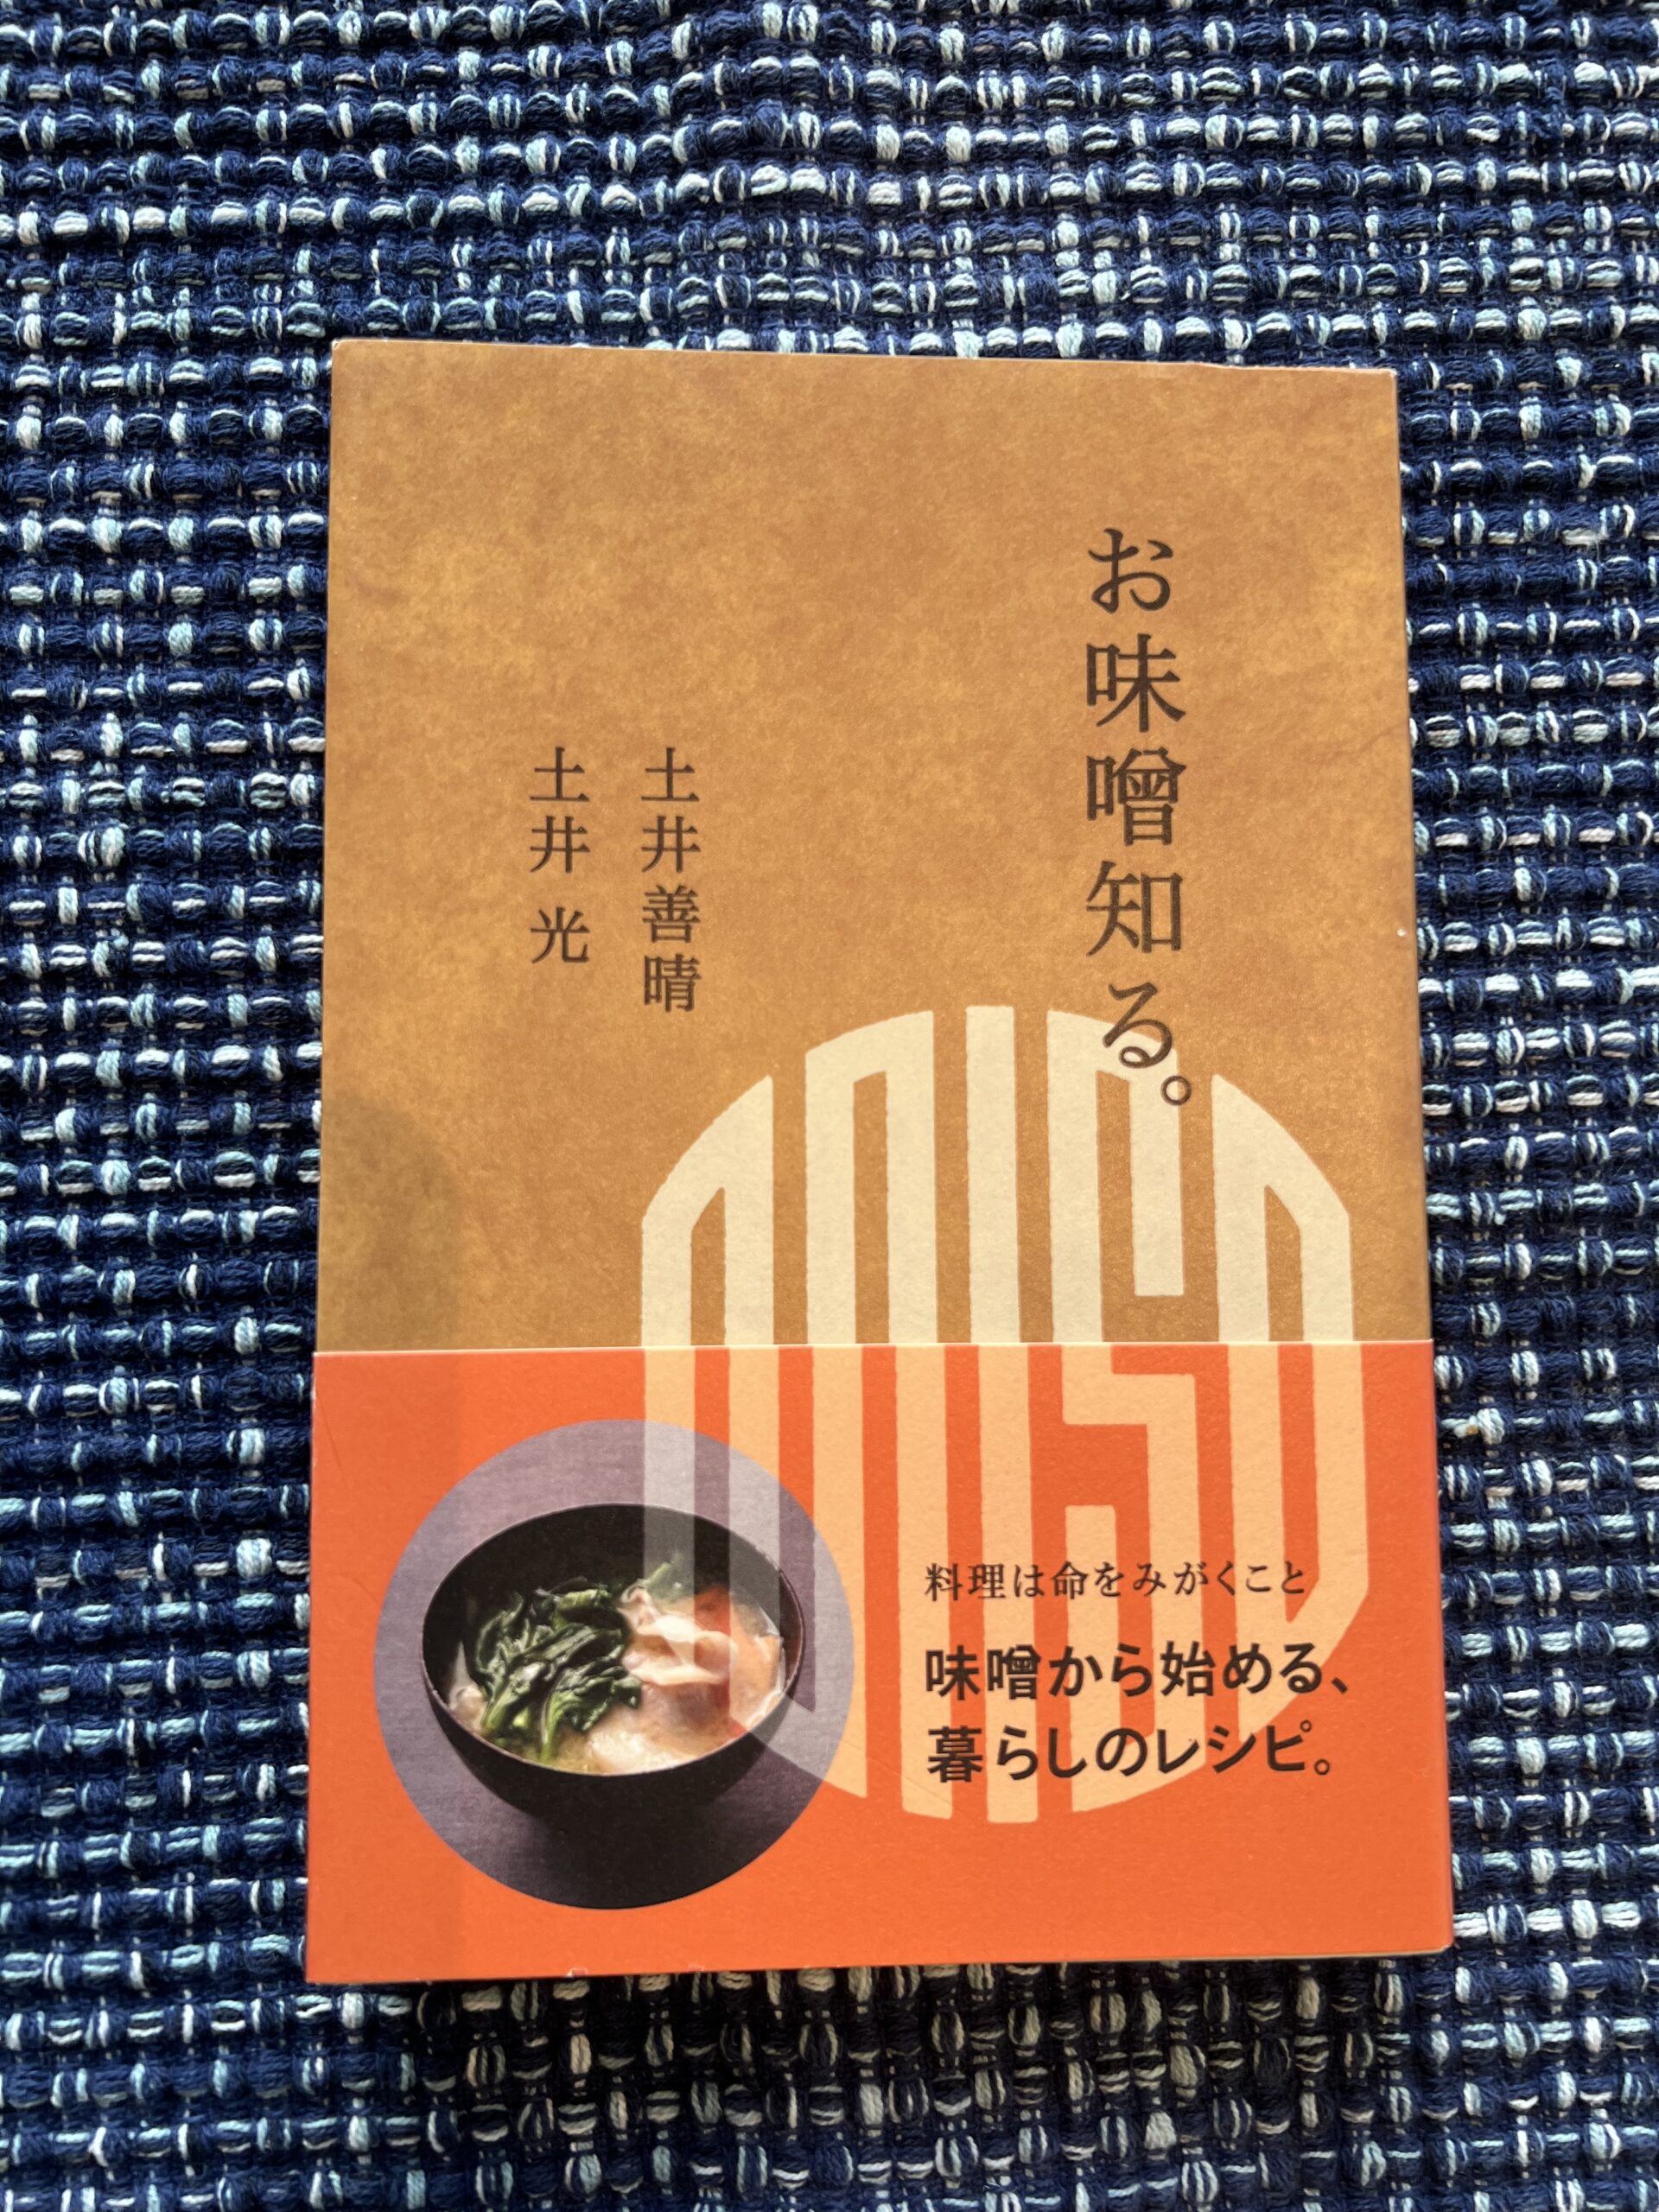 お味噌知る。
土井善晴
土井 光
MISO
料理は命をみがくこと
味噌から始める、
暮らしのレシピ。